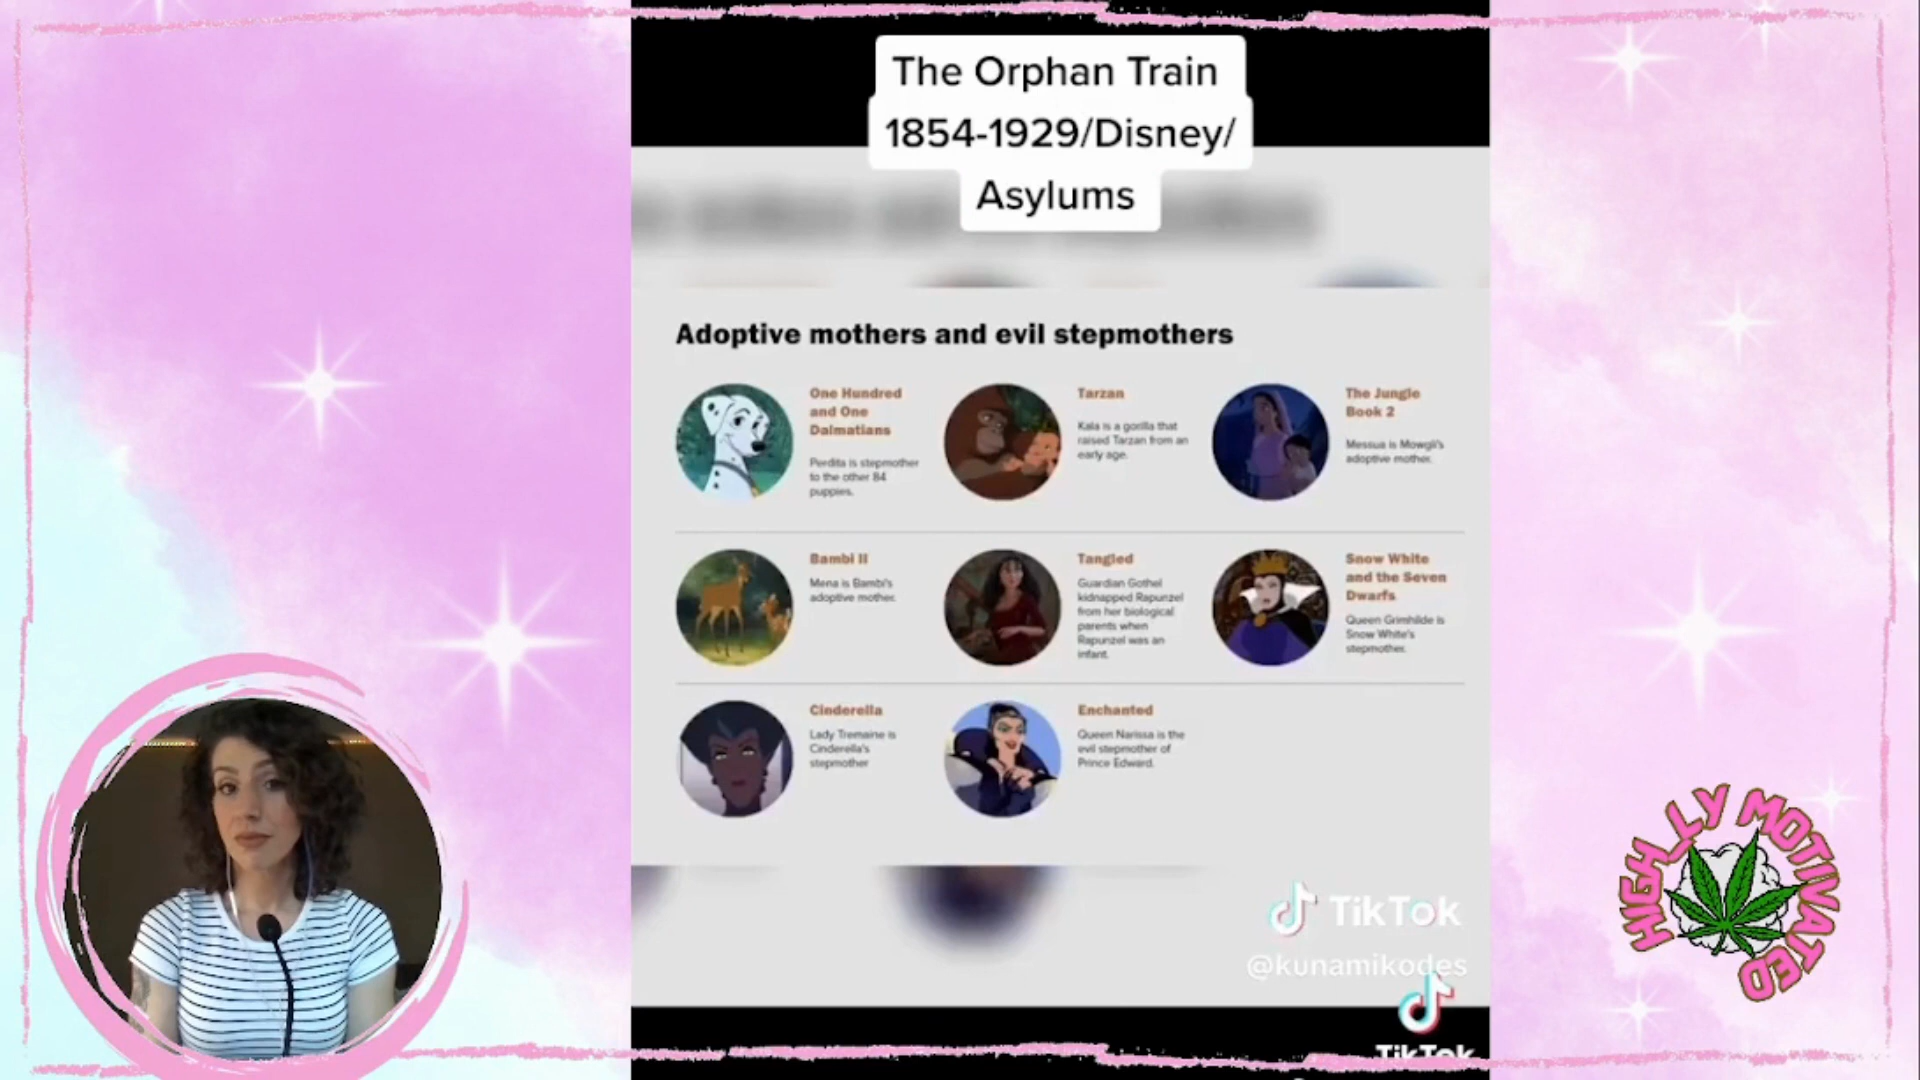 The Orphan Train
1854-1929/Disney/
Asylums
Adoptive mothers and evil stepmothers
One Hundred
and One
Dalmatians
Perdita is stepmother
to the other 84
puppies.
Tarzan
Kala is a gorilla that
raised Tarzan from an
early age.
The Jungle
Book 2
Messua is Mowgli's
adoptive mother.
Bambi II
Mena is Bambi's
adoptive mother.
Tangled
Guardian Gothel
kidnapped Rapunzel
from her biological
parents when
Rapunzel was an
infant.
Snow White
and the Seven
Dwarfs
Queen Grimhilde is
Snow White's
stepmother.
Cinderella
Lady Tremaine is
Cinderella's
stepmother
Enchanted
Queen Narissa is the
evil stepmother of
Prince Edward.
TikTok
@kunamikodes
TikTok
HIGHLY MOTIVATED